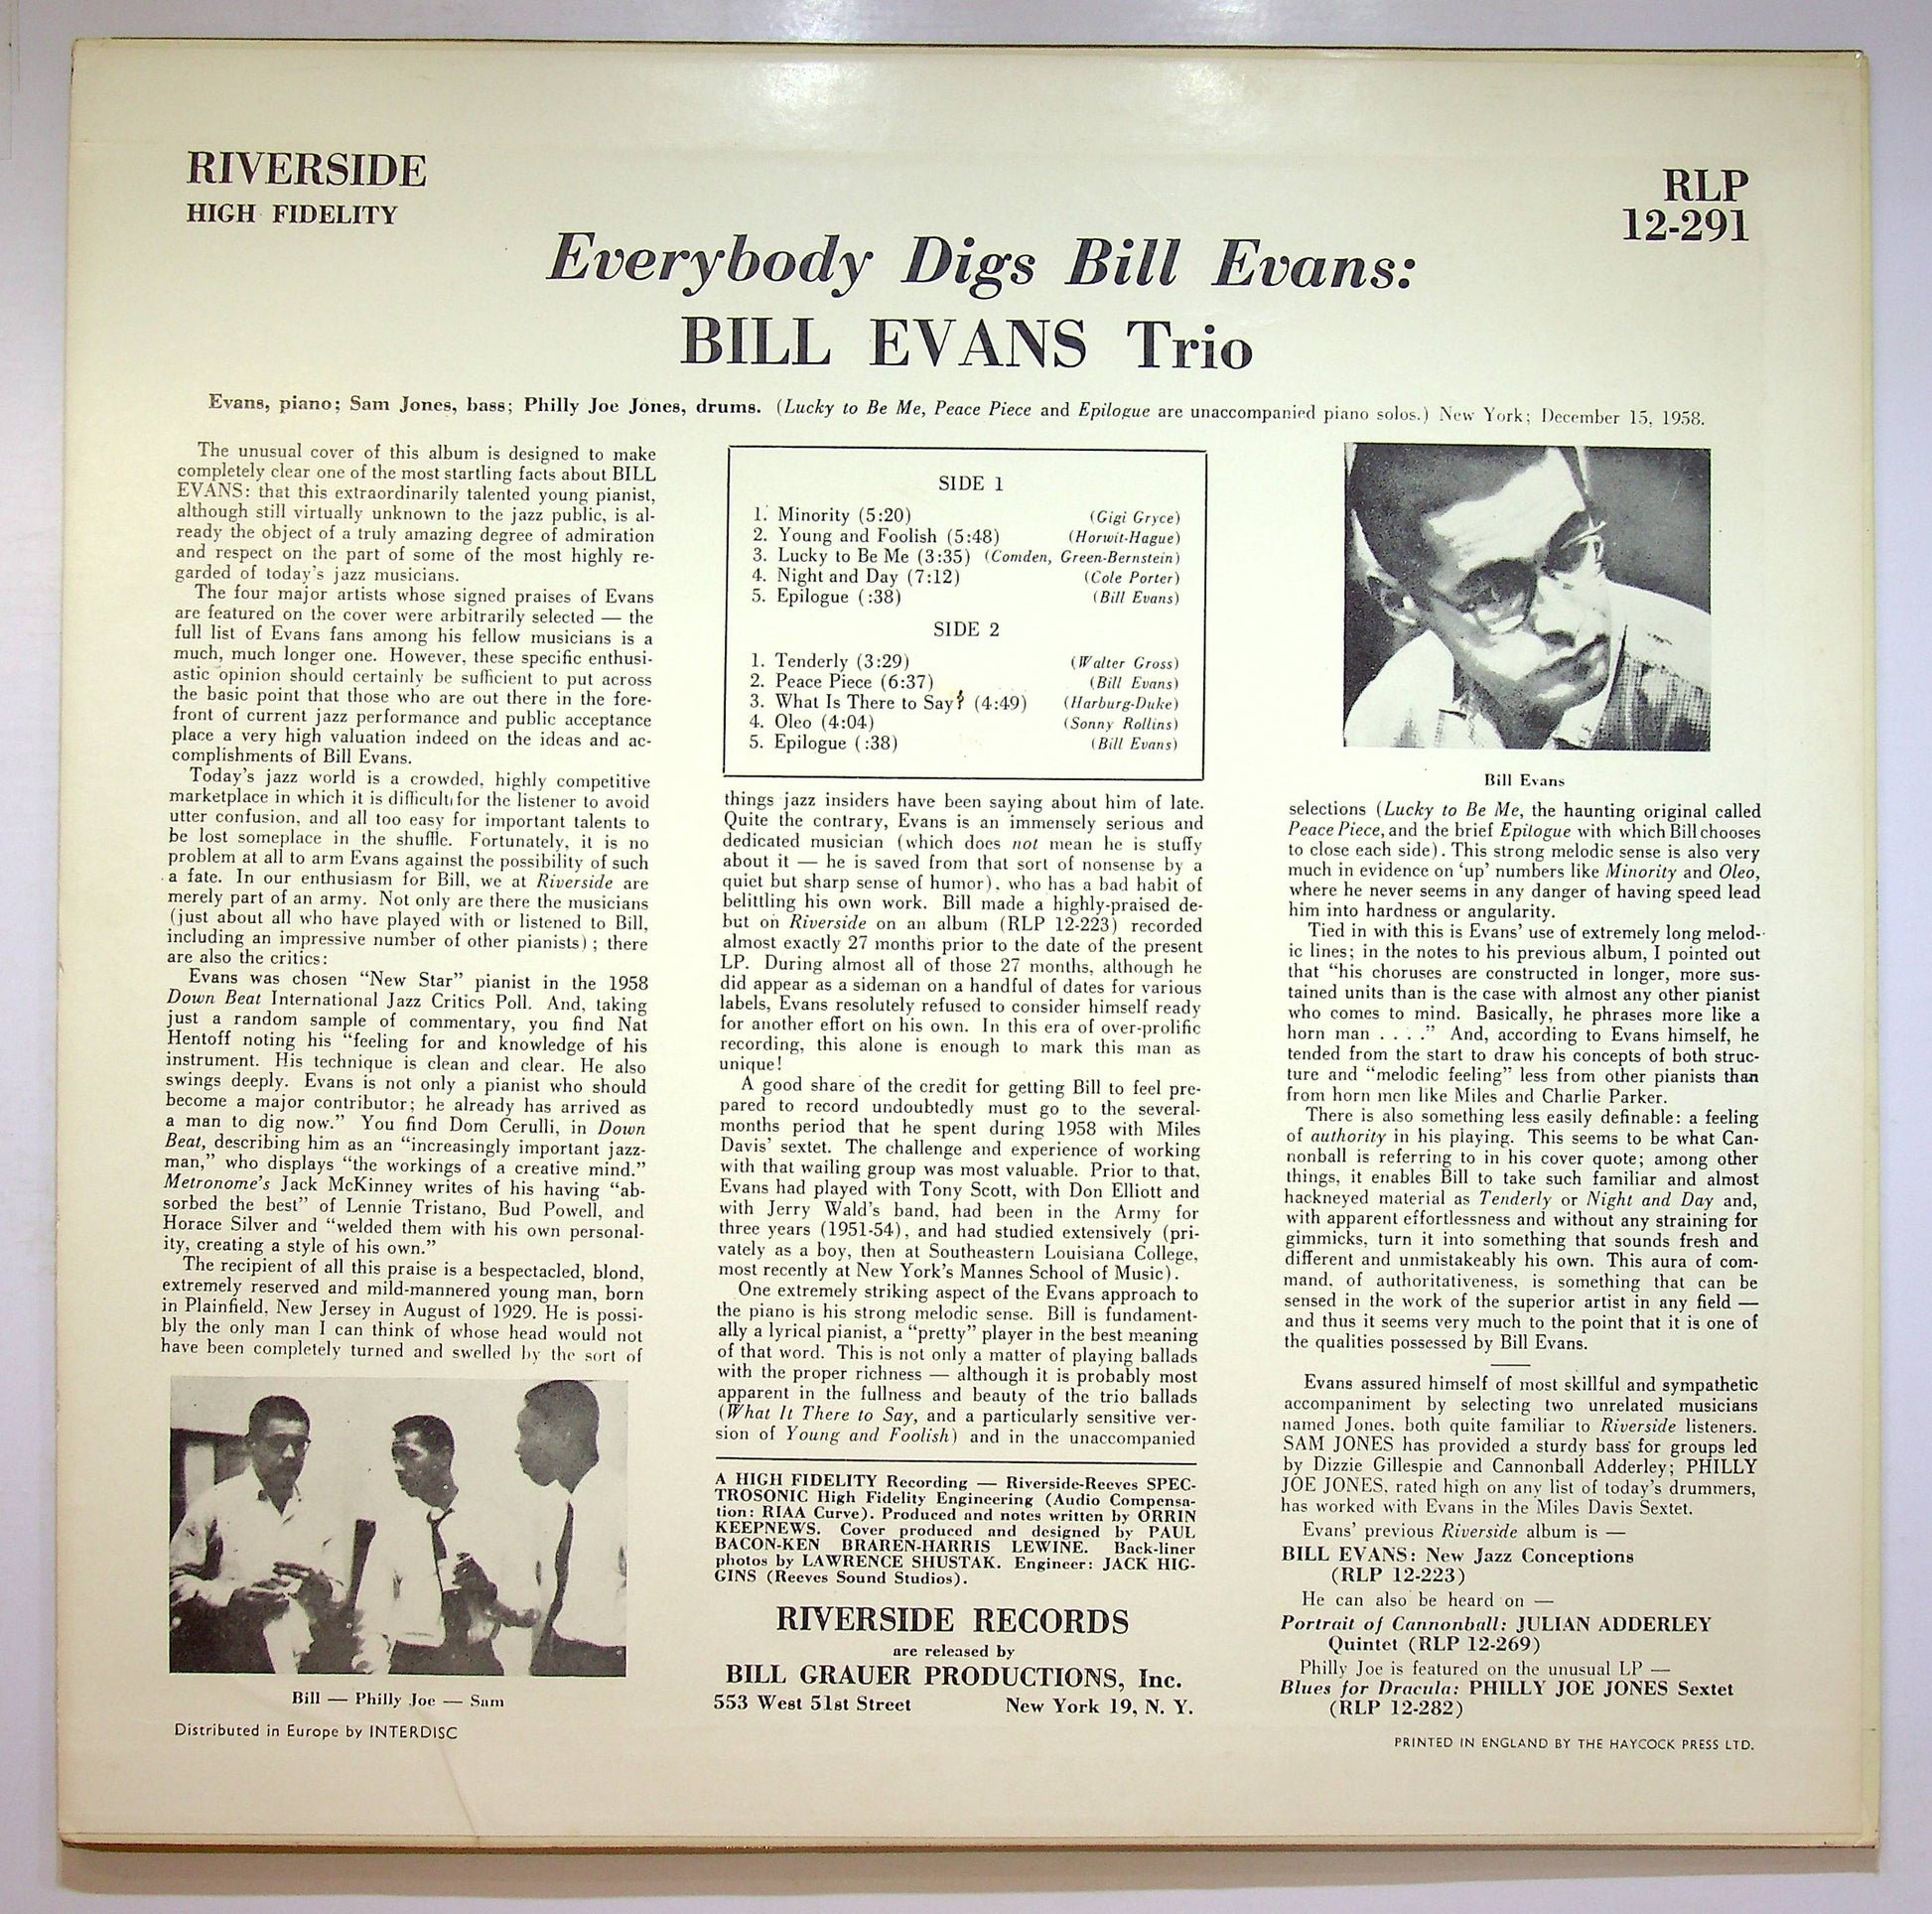 RIVERSIDE
HIGH FIDELITY
RLP
12-291
Everybody Digs Bill Evans:
BILL EVANS Trio
Evans, piano; Sam Jones, bass; Philly Joe Jones, drums. (Lucky to Be Me, Peace Piece and Epilogue are unaccompanied piano solos.) New York; December 15, 1958.
The unusual cover of this album is designed to make
completely clear one of the most startling facts about BILL
EVANS: that this extraordinarily talented young pianist,
although still virtually unknown to the jazz public, is al-
ready the object of a truly amazing degree of admiration
and respect on the part of some of the most highly re-
garded of today's jazz musicians.
The four major artists whose signed praises of Evans
are featured on the cover were arbitrarily selected — the
full list of Evans fans among his fellow musicians is a
much, much longer one. However, these specific enthusi-
astic opinion should certainly be sufficient to put across
the basic point that those who are out there in the fore-
front of current jazz performance and public acceptance
place a very high valuation indeed on the ideas and ac-
complishments of Bill Evans.
Today's jazz world is a crowded, highly competitive
marketplace in which it is difficult for the listener to avoid
utter confusion, and all too easy for important talents to
be lost someplace in the shuffle. Fortunately, it is no
problem at all to arm Evans against the possibility of such
a fate. In our enthusiasm for Bill, we at Riverside are
merely part of an army. Not only are there the musicians
(just about all who have played with or listened to Bill,
including an impressive number of other pianists) ; there
are also the critics:
Evans was chosen "New Star" pianist in the 1958
Down Beat International Jazz Critics Poll. And, taking
just a random sample of commentary, you find Nat
Hentoff noting his "feeling for and knowledge of his
instrument. His technique is clean and clear. He also
swings deeply. Evans is not only a pianist who should
become a major contributor; he already has arrived as
a man to dig now." You find Dom Cerulli, in Down
Beat, describing him as an "increasingly important jazz-
man," who displays "the workings of a creative mind."
Metronome's Jack McKinney writes of his having "ab-
sorbed the best" of Lennie Tristano, Bud Powell, and
Horace Silver and "welded them with his own personal-
ity, creating a style of his own."
The recipient of all this praise is a bespectacled, blond,
extremely reserved and mild-mannered young man, born
in Plainfield, New Jersey in August of 1929. He is possi-
bly the only man I can think of whose head would not
have been completely turned and swelled by the sort of
Bill — Philly Joe — Sam
Distributed in Europe by INTERDISC
SIDE 1
1. Minority (5:20) (Gigi Gryce)
2. Young and Foolish (5:48) (Horwit-Hague)
3. Lucky to Be Me (3:35) (Comden, Green-Bernstein)
4. Night and Day (7:12) (Cole Porter)
5. Epilogue (:38) (Bill Evans)
SIDE 2
1. Tenderly (3:29) (Walter Gross)
2. Peace Piece (6:37) (Bill Evans)
3. What Is There to Say? (4:49) (Harburg-Duke)
4. Oleo (4:04) (Sonny Rollins)
5. Epilogue (:38) (Bill Evans)
things jazz insiders have been saying about him of late.
Quite the contrary, Evans is an immensely serious and
dedicated musician (which does not mean he is stuffy
about it — he is saved from that sort of nonsense by a
quiet but sharp sense of humor), who has a bad habit of
belittling his own work. Bill made a highly-praised de-
but on Riverside on an album (RLP 12-223) recorded
almost exactly 27 months prior to the date of the present
LP. During almost all of those 27 months, although he
did appear as a sideman on a handful of dates for various
labels, Evans resolutely refused to consider himself ready
for another effort on his own. In this era of over-prolific
recording, this alone is enough to mark this man as
unique!
A good share of the credit for getting Bill to feel pre-
pared to record undoubtedly must go to the several-
months period that he spent during 1958 with Miles
Davis' sextet. The challenge and experience of working
with that wailing group was most valuable. Prior to that,
Evans had played with Tony Scott, with Don Elliott and
with Jerry Wald's band, had been in the Army for
three years (1951-54), and had studied extensively (pri-
vately as a boy, then at Southeastern Louisiana College,
most recently at New York's Mannes School of Music).
One extremely striking aspect of the Evans approach to
the piano is his strong melodic sense. Bill is fundament-
ally a lyrical pianist, a "pretty" player in the best meaning
of that word. This is not only a matter of playing ballads
with the proper richness — although it is probably most
apparent in the fullness and beauty of the trio ballads
(What It There to Say, and a particularly sensitive ver-
sion of Young and Foolish) and in the unaccompanied
A HIGH FIDELITY Recording — Riverside-Reeves SPEC-
TROSONIC High Fidelity Engineering (Audio Compensa-
tion: RIAA Curve). Produced and notes written by ORRIN
KEEPNEWS. Cover produced and designed by PAUL
BACON-KEN BRAREN-HARRIS LEWINE. Back-liner
photos by LAWRENCE SHUSTAK. Engineer: JACK HIG-
GINS (Reeves Sound Studios).
RIVERSIDE RECORDS
are released by
BILL GRAUER PRODUCTIONS, Inc.
553 West 51st Street New York 19, N. Y.
Bill Evans
selections (Lucky to Be Me, the haunting original called
Peace Piece, and the brief Epilogue with which Bill chooses
to close each side). This strong melodic sense is also very
much in evidence on 'up' numbers like Minority and Oleo,
where he never seems in any danger of having speed lead
him into hardness or angularity.
Tied in with this is Evans' use of extremely long melod-
ic lines; in the notes to his previous album, I pointed out
that "his choruses are constructed in longer, more sus-
tained units than is the case with almost any other pianist
who comes to mind. Basically, he phrases more like a
horn man . . . ." And, according to Evans himself, he
tended from the start to draw his concepts of both struc-
ture and "melodic feeling" less from other pianists than
from horn men like Miles and Charlie Parker.
There is also something less easily definable: a feeling
of authority in his playing. This seems to be what Can-
nonball is referring to in his cover quote; among other
things, it enables Bill to take such familiar and almost
hackneyed material as Tenderly or Night and Day and,
with apparent effortlessness and without any straining for
gimmicks, turn it into something that sounds fresh and
different and unmistakeably his own. This aura of com-
mand, of authoritativeness, is something that can be
sensed in the work of the superior artist in any field —
and thus it seems very much to the point that it is one of
the qualities possessed by Bill Evans.
Evans assured himself of most skillful and sympathetic
accompaniment by selecting two unrelated musicians
named Jones, both quite familiar to Riverside listeners.
SAM JONES has provided a sturdy bass for groups led
by Dizzie Gillespie and Cannonball Adderley; PHILLY
JOE JONES, rated high on any list of today's drummers,
has worked with Evans in the Miles Davis Sextet.
Evans' previous Riverside album is —
BILL EVANS: New Jazz Conceptions
(RLP 12-223)
He can also be heard on —
Portrait of Cannonball: JULIAN ADDERLEY
Quintet (RLP 12-269)
Philly Joe is featured on the unusual LP —
Blues for Dracula: PHILLY JOE JONES Sextet
(RLP 12-282)
PRINTED IN ENGLAND BY THE HAYCOCK PRESS LTD.